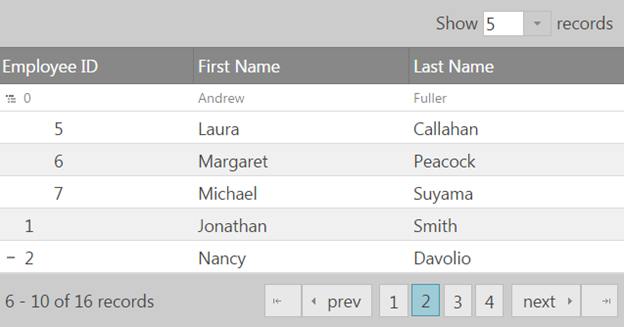 Show 5 records
Employee ID First Name Last Name
0 Andrew Fuller
5 Laura Callahan
6 Margaret Peacock
7 Michael Suyama
1 Jonathan Smith
2 Nancy Davolio
6 - 10 of 16 records prev 1 2 3 4 next